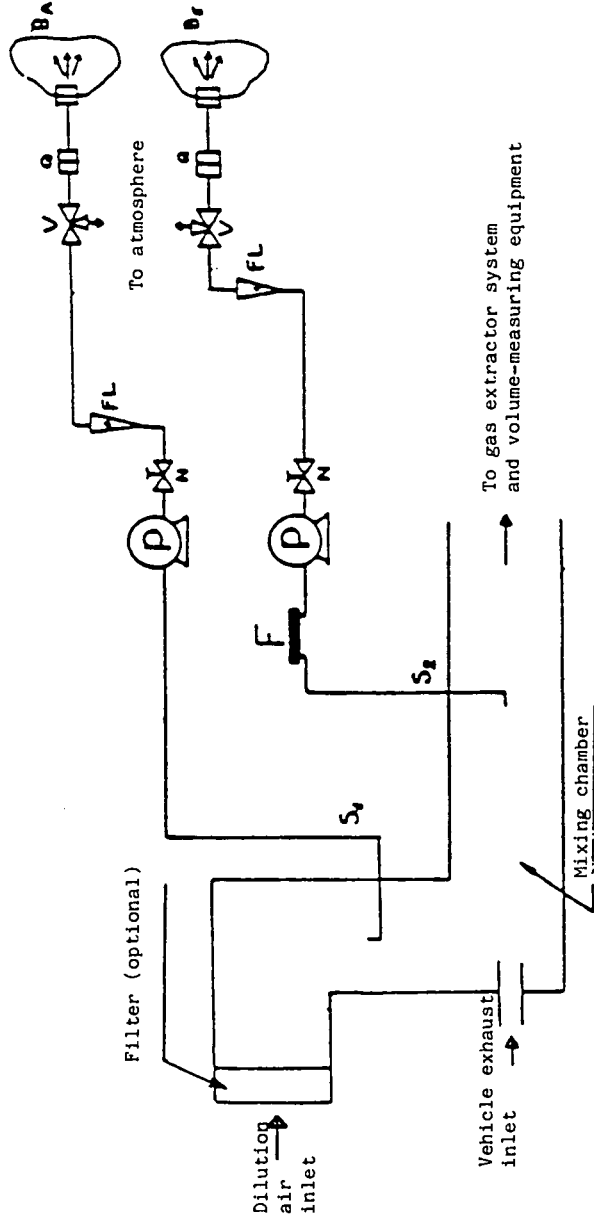 BA
Q
V
FL
N
P
S1
To atmosphere
BE
Q
V
FL
N
P
F
S2
Filter (optional)
Dilution
air
inlet
Vehicle exhaust
inlet
Mixing chamber
To gas extractor system
and volume-measuring equipment